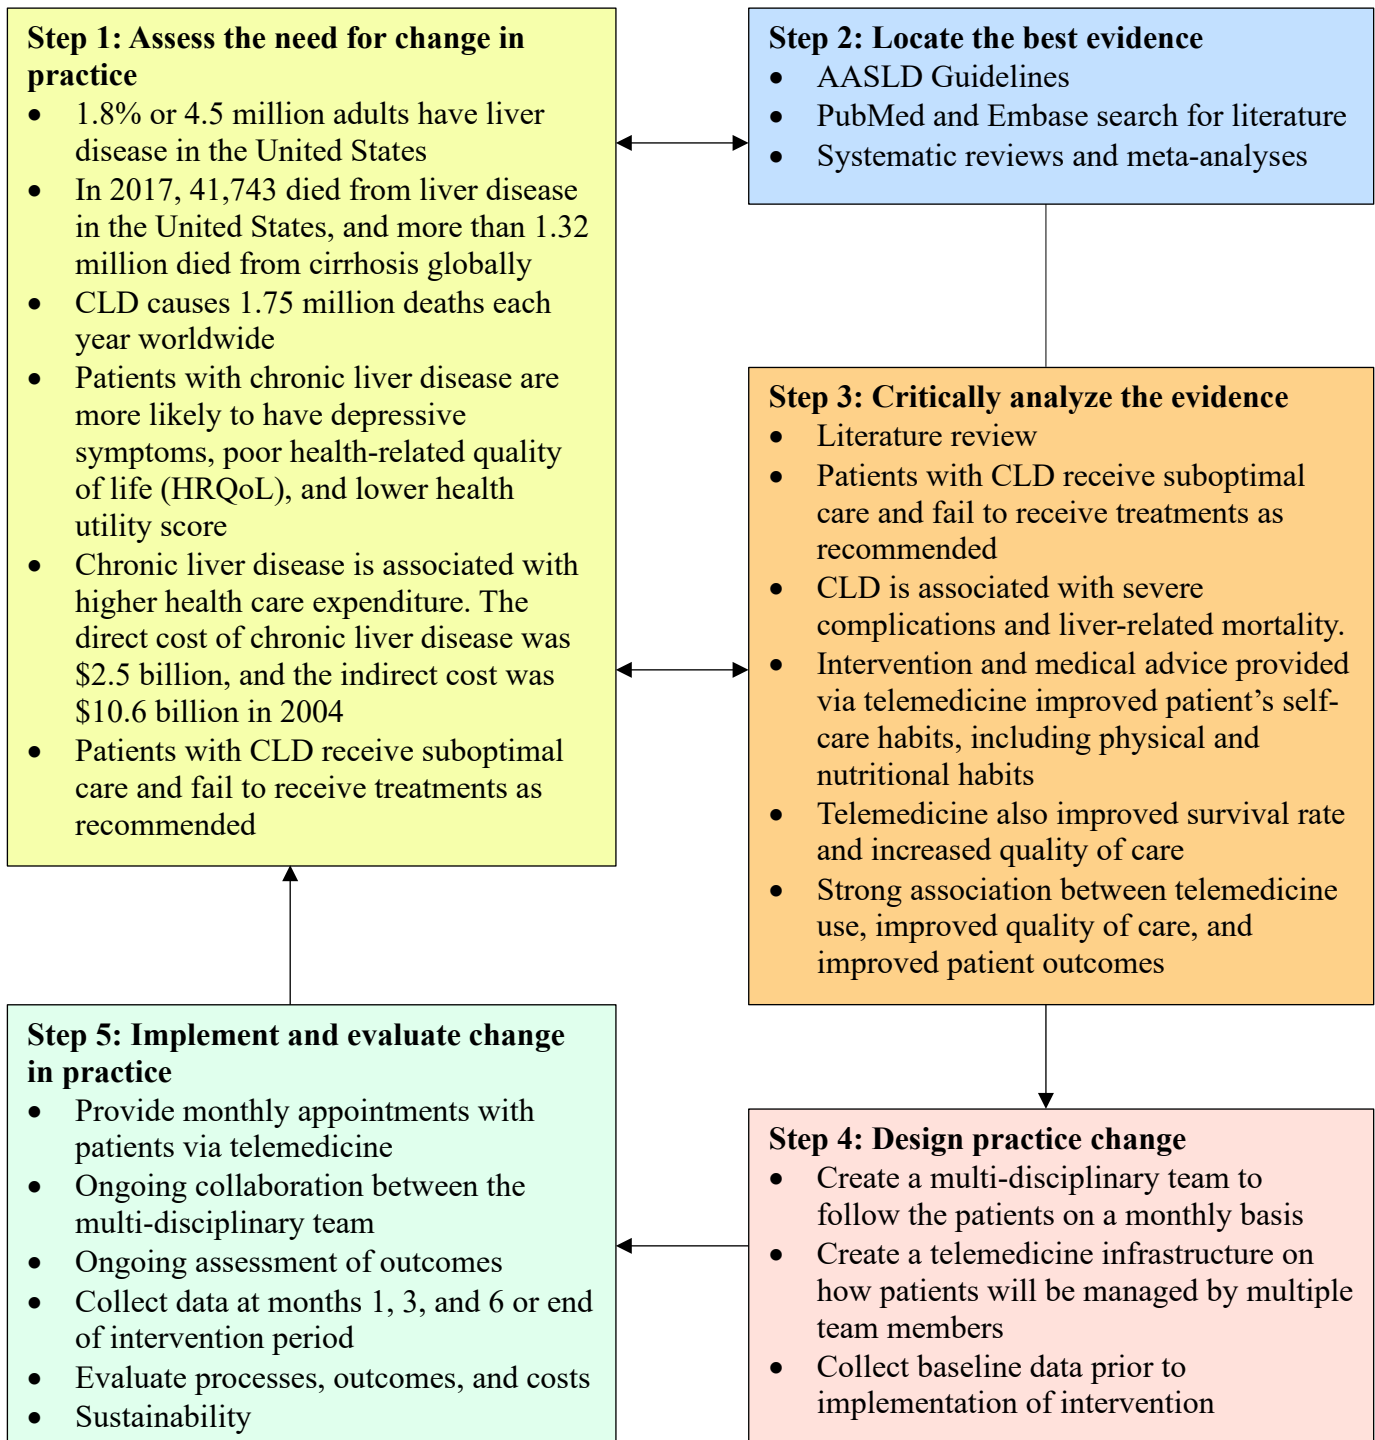 Step 1: Assess the need for change in
practice
• 1.8% or 4.5 million adults have liver
disease in the United States
• In 2017, 41,743 died from liver disease
in the United States, and more than 1.32
million died from cirrhosis globally
• CLD causes 1.75 million deaths each
year worldwide
• Patients with chronic liver disease are
more likely to have depressive
symptoms, poor health-related quality
of life (HRQoL), and lower health
utility score
• Chronic liver disease is associated with
higher health care expenditure. The
direct cost of chronic liver disease was
$2.5 billion, and the indirect cost was
$10.6 billion in 2004
• Patients with CLD receive suboptimal
care and fail to receive treatments as
recommended
Step 2: Locate the best evidence
• AASLD Guidelines
• PubMed and Embase search for literature
• Systematic reviews and meta-analyses
Step 3: Critically analyze the evidence
• Literature review
• Patients with CLD receive suboptimal
care and fail to receive treatments as
recommended
• CLD is associated with severe
complications and liver-related mortality.
• Intervention and medical advice provided
via telemedicine improved patient’s self-
care habits, including physical and
nutritional habits
• Telemedicine also improved survival rate
and increased quality of care
• Strong association between telemedicine
use, improved quality of care, and
improved patient outcomes
Step 4: Design practice change
• Create a multi-disciplinary team to
follow the patients on a monthly basis
• Create a telemedicine infrastructure on
how patients will be managed by multiple
team members
• Collect baseline data prior to
implementation of intervention
Step 5: Implement and evaluate change
in practice
• Provide monthly appointments with
patients via telemedicine
• Ongoing collaboration between the
multi-disciplinary team
• Ongoing assessment of outcomes
• Collect data at months 1, 3, and 6 or end
of intervention period
• Evaluate processes, outcomes, and costs
• Sustainability